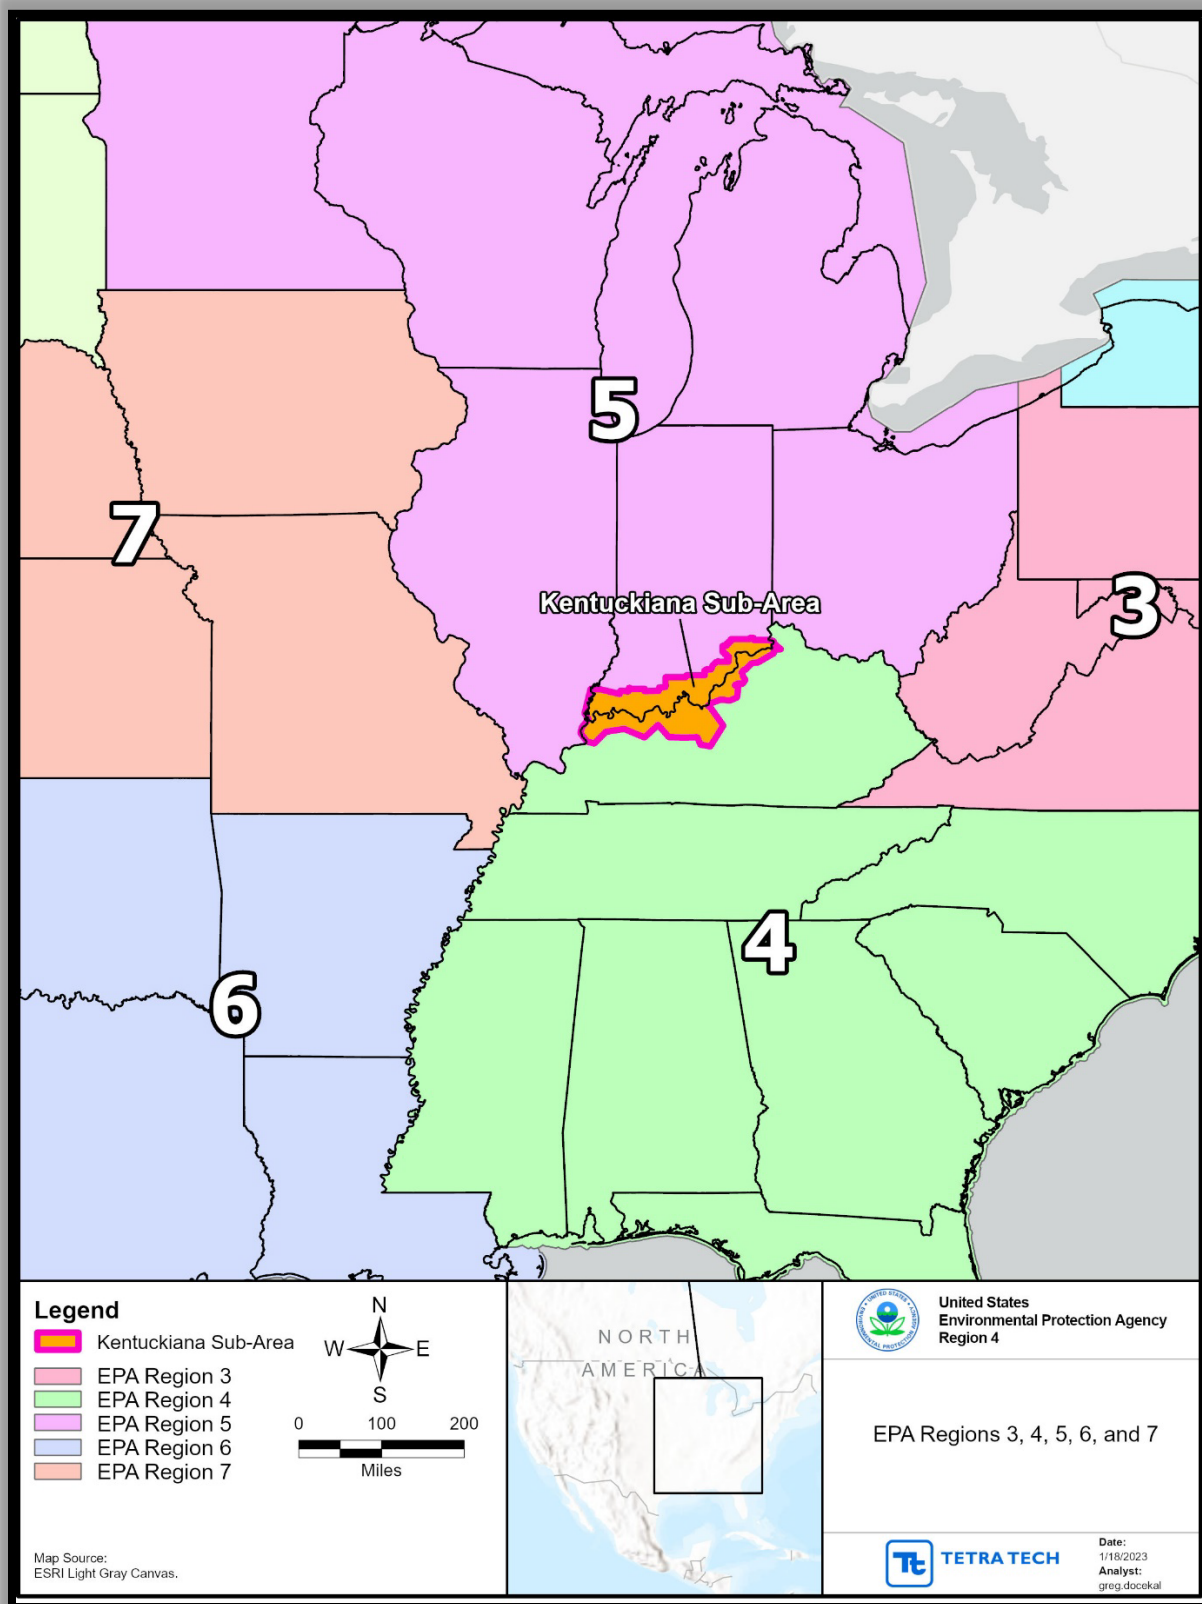 5
7
Kentuckiana Sub-Area
3
4
6
Legend
Kentuckiana Sub-Area
EPA Region 3
EPA Region 4
EPA Region 5
EPA Region 6
EPA Region 7
N
W E
S
0 100 200
Miles
Map Source:
ESRI Light Gray Canvas.
NORTH
AMERICA
United States
Environmental Protection Agency
Region 4
EPA Regions 3, 4, 5, 6, and 7
TETRA TECH
Date:
1/18/2023
Analyst:
greg.docekal